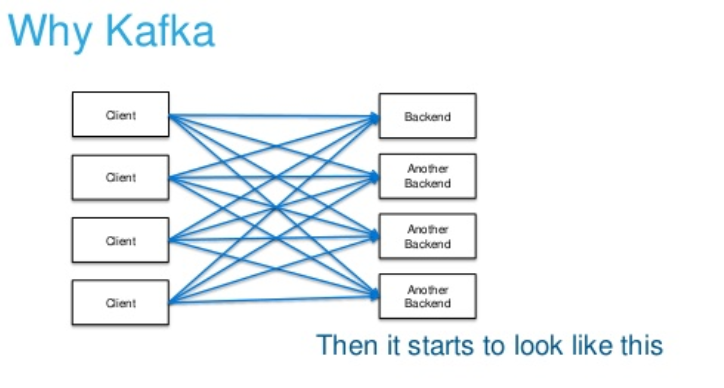 Why Kafka
Client
Backend
Client
Another
Backend
Client
Another
Backend
Client
Another
Backend
Then it starts to look like this